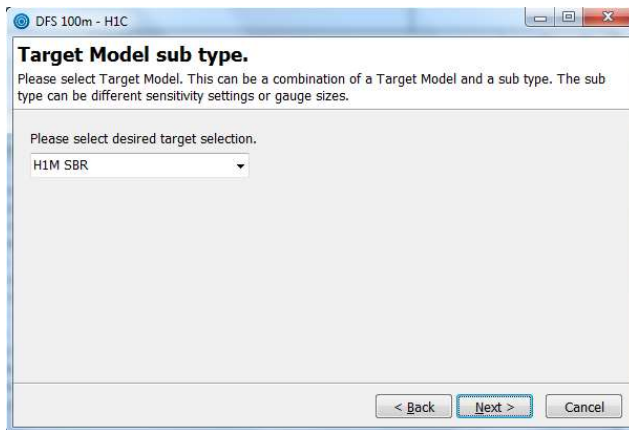 DFS 100m - H1C
Target Model sub type.
Please select Target Model. This can be a combination of a Target Model and a sub type. The sub
type can be different sensitivity settings or gauge sizes.
Please select desired target selection.
H1M SBR
< Back
Next >
Cancel